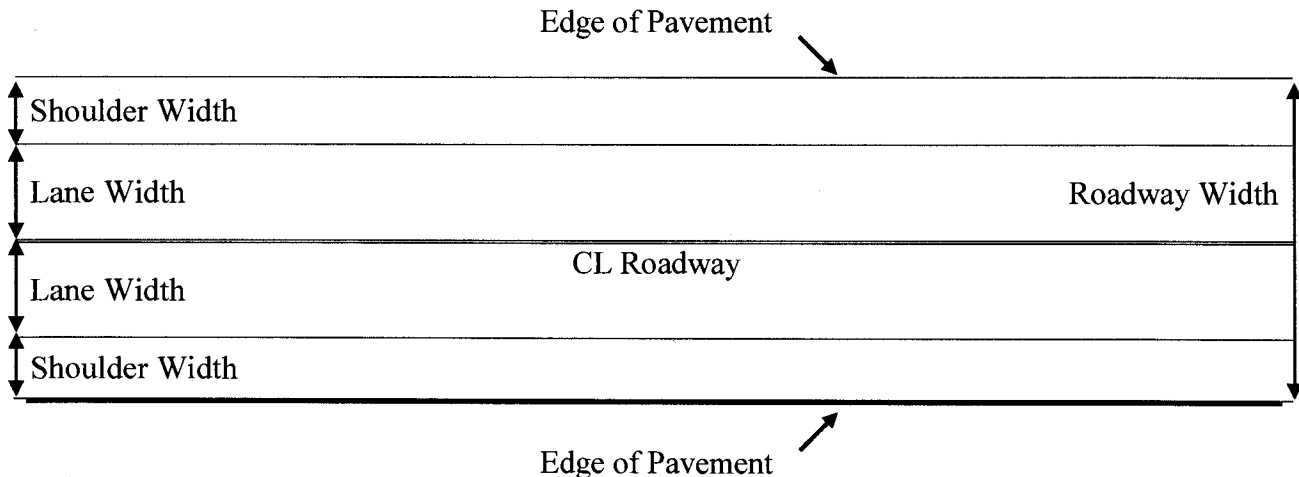 Edge of Pavement
Shoulder Width
Lane Width
Roadway Width
CL Roadway
Lane Width
Shoulder Width
Edge of Pavement